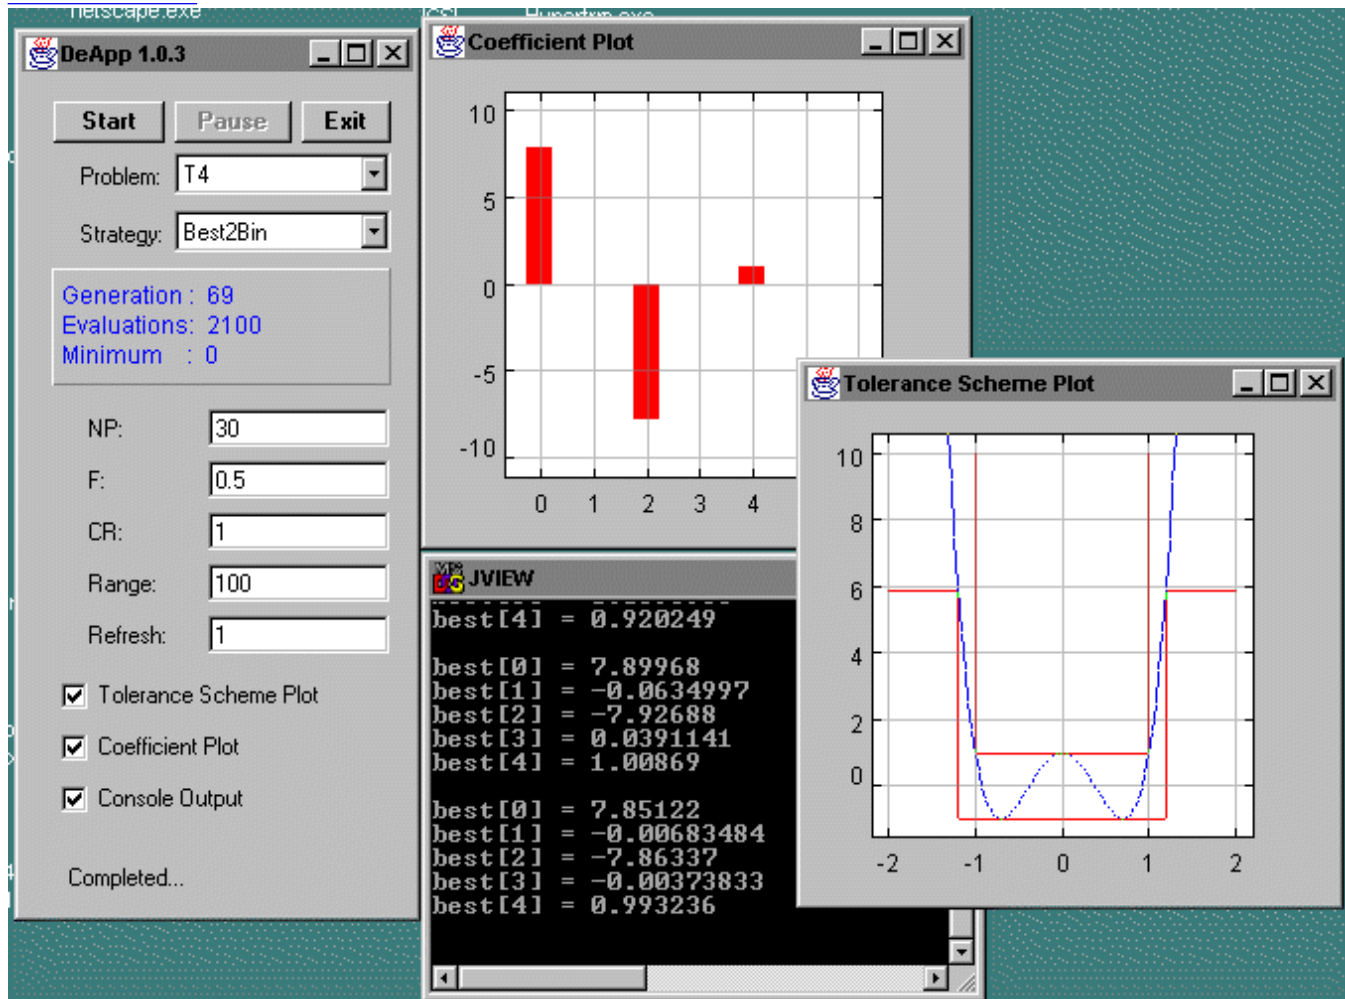 netscape.exe
DeApp 1.0.3
Start Pause Exit
Problem: T4
Strategy: Best2Bin
Generation : 69
Evaluations: 2100
Minimum : 0
NP: 30
F: 0.5
CR: 1
Range: 100
Refresh: 1
Tolerance Scheme Plot
Coefficient Plot
Console Output
Completed...
Coefficient Plot
10
5
0
-5
-10
0 1 2 3 4
JVIEW
best[4] = 0.920249
best[0] = 7.89968
best[1] = -0.0634997
best[2] = -7.92688
best[3] = 0.0391141
best[4] = 1.00869
best[0] = 7.85122
best[1] = -0.00683484
best[2] = -7.86337
best[3] = -0.00373833
best[4] = 0.993236
Tolerance Scheme Plot
10
8
6
4
2
0
-2 -1 0 1 2